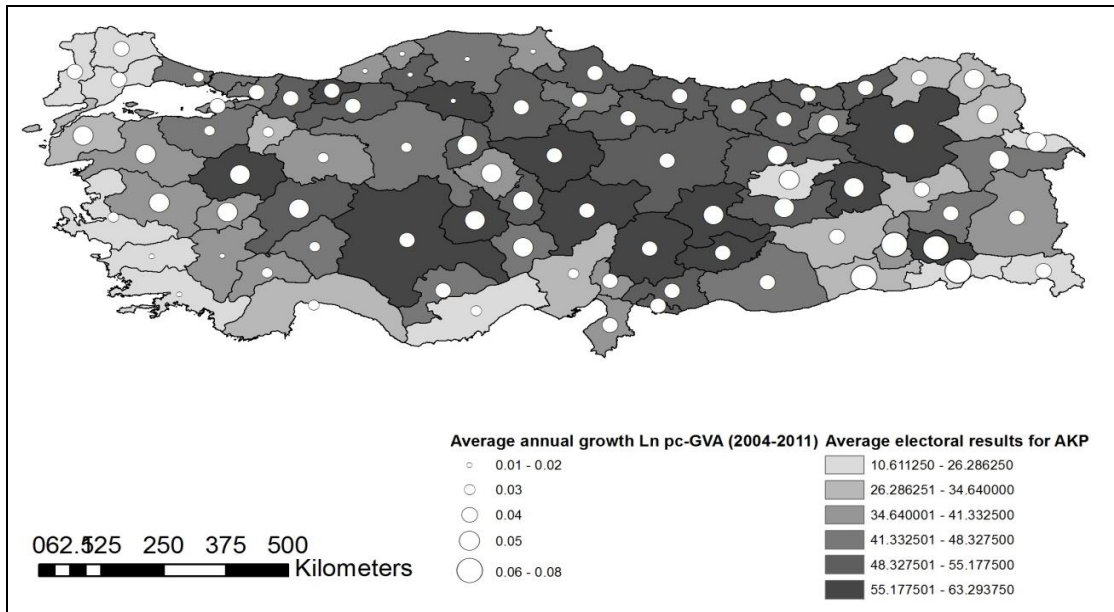 Average annual growth Ln pc-GVA (2004-2011)
0.01 - 0.02
0.03
0.04
0.05
0.06 - 0.08
Average electoral results for AKP
10.611250 - 26.286250
26.286251 - 34.640000
34.640001 - 41.332500
41.332501 - 48.327500
48.327501 - 55.177500
55.177501 - 63.293750
062.5125 250 375 500
Kilometers